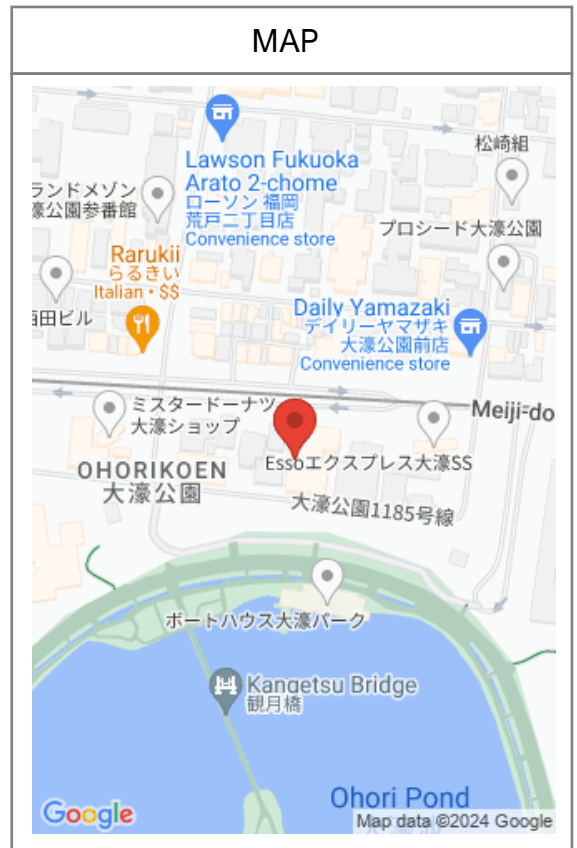 MAP
松崎組
Lawson Fukuoka
Arato 2-chome
ローソン 福岡
荒戸二丁目店
Convenience store
ランドメゾン
濠公園参番館
プロシード大濠公園
Rarukii
らるきい
Italian • $$
田ビル
Daily Yamazaki
デイリーヤマザキ
大濠公園前店
Convenience store
ミスタードーナツ
大濠ショップ
Meiji-do
OHORIKOEN
大濠公園
Essoエクスプレス大濠SS
大濠公園1185号線
ボートハウス大濠パーク
Kangetsu Bridge
観月橋
Ohori Pond
Google
Map data ©2024 Google